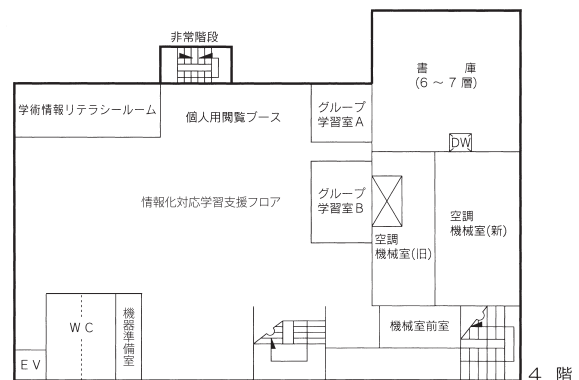 非常階段
書　　庫
(6 ～ 7 層)
学術情報リテラシールーム
個人用閲覧ブース
グループ
学習室A
DW
情報化対応学習支援フロア
グループ
学習室B
空調
機械室(旧)
空調
機械室(新)
WC
機器準備室
機械室前室
EV
4 階